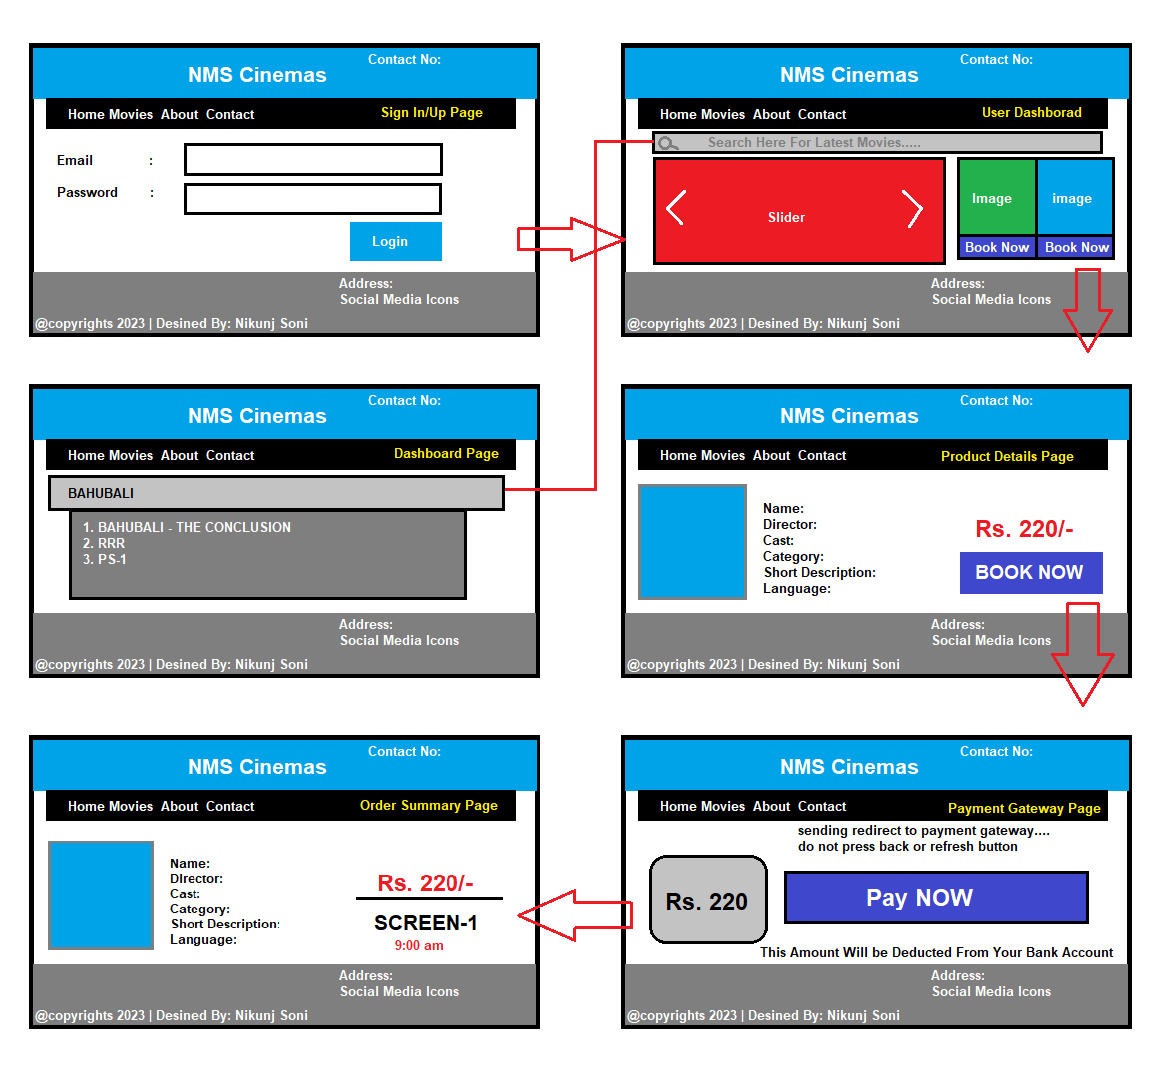 Contact No:
NMS Cinemas
Home Movies About Contact
Sign In/Up Page
Email :
Password :
Login
Address:
Social Media Icons
@copyrights 2023 | Desined By: Nikunj Soni
Contact No:
NMS Cinemas
Home Movies About Contact
User Dashborad
Search Here For Latest Movies.....
Slider
Image
image
Book Now
Book Now
Address:
Social Media Icons
@copyrights 2023 | Desined By: Nikunj Soni
Contact No:
NMS Cinemas
Home Movies About Contact
Dashboard Page
BAHUBALI
1. BAHUBALI - THE CONCLUSION
2. RRR
3. PS-1
Address:
Social Media Icons
@copyrights 2023 | Desined By: Nikunj Soni
Contact No:
NMS Cinemas
Home Movies About Contact
Product Details Page
Name:
Director:
Cast:
Category:
Short Description:
Language:
Rs. 220/-
BOOK NOW
Address:
Social Media Icons
@copyrights 2023 | Desined By: Nikunj Soni
Contact No:
NMS Cinemas
Home Movies About Contact
Order Summary Page
Name:
DIrector:
Cast:
Category:
Short Description:
Language:
Rs. 220/-
SCREEN-1
9:00 am
Address:
Social Media Icons
@copyrights 2023 | Desined By: Nikunj Soni
Contact No:
NMS Cinemas
Home Movies About Contact
Payment Gateway Page
sending redirect to payment gateway....
do not press back or refresh button
Rs. 220
Pay NOW
This Amount Will be Deducted From Your Bank Account
Address:
Social Media Icons
@copyrights 2023 | Desined By: Nikunj Soni